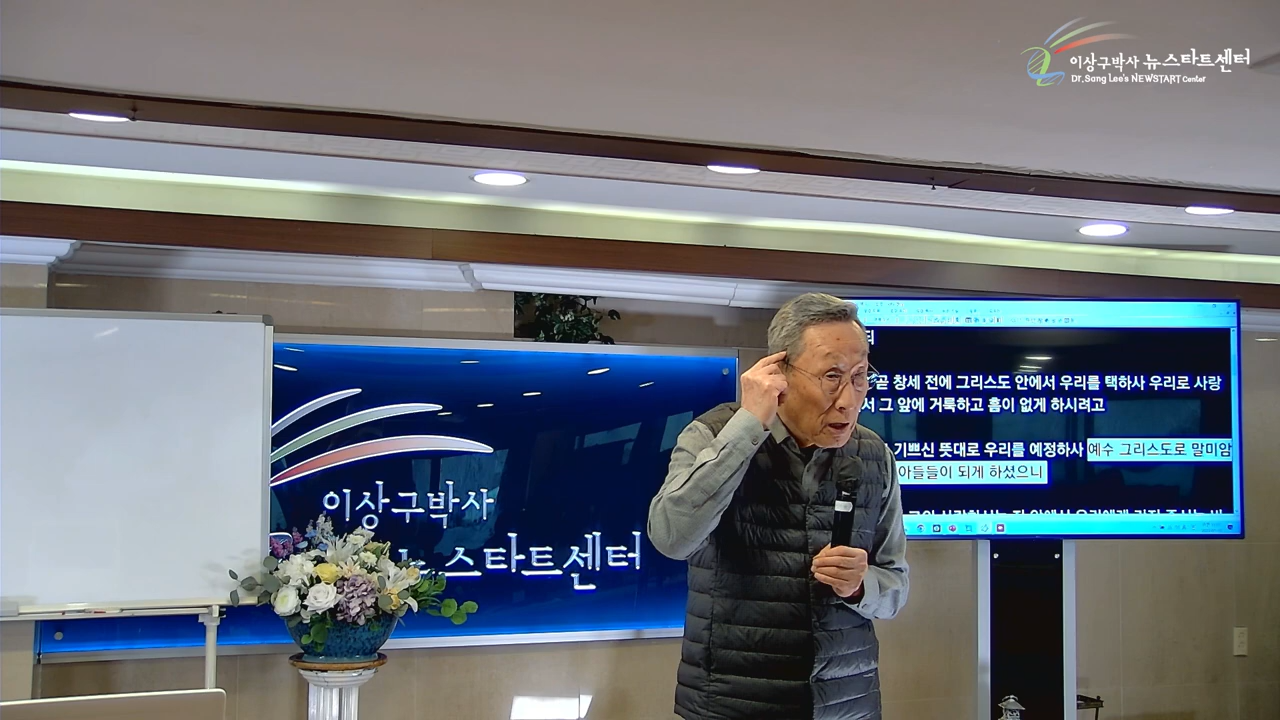 이상구박사 뉴스타트센터
Dr. Sang Lee's NEWSTART Center
곧 창세 전에 그리스도 안에서 우리를 택하사 우리로 사랑
서 그 앞에 거룩하고 흠이 없게 하시려고
기쁘신 뜻대로 우리를 예정하사 예수 그리스도로 말미암
아들들이 되게 하셨으니
이상구박사
뉴스타트센터